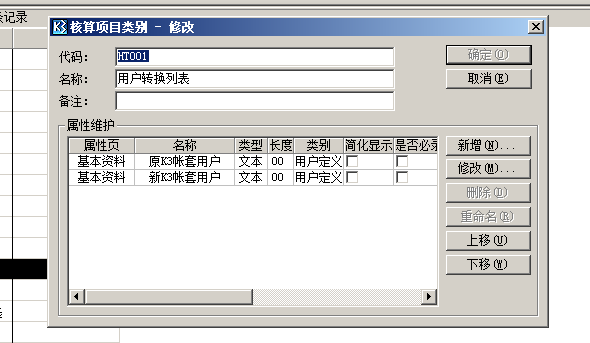 条记录
核算项目类别 - 修改
代码： HT001
确定(O)
名称： 用户转换列表
取消(E)
备注：
属性维护
属性页 名称 类型 长度 类别 简化显示 是否必录
基本资料 原K3帐套用户 文本 00 用户定义
基本资料 新K3帐套用户 文本 00 用户定义
新增(N)...
修改(M)...
删除(D)
重命名(R)
上移(U)
下移(W)